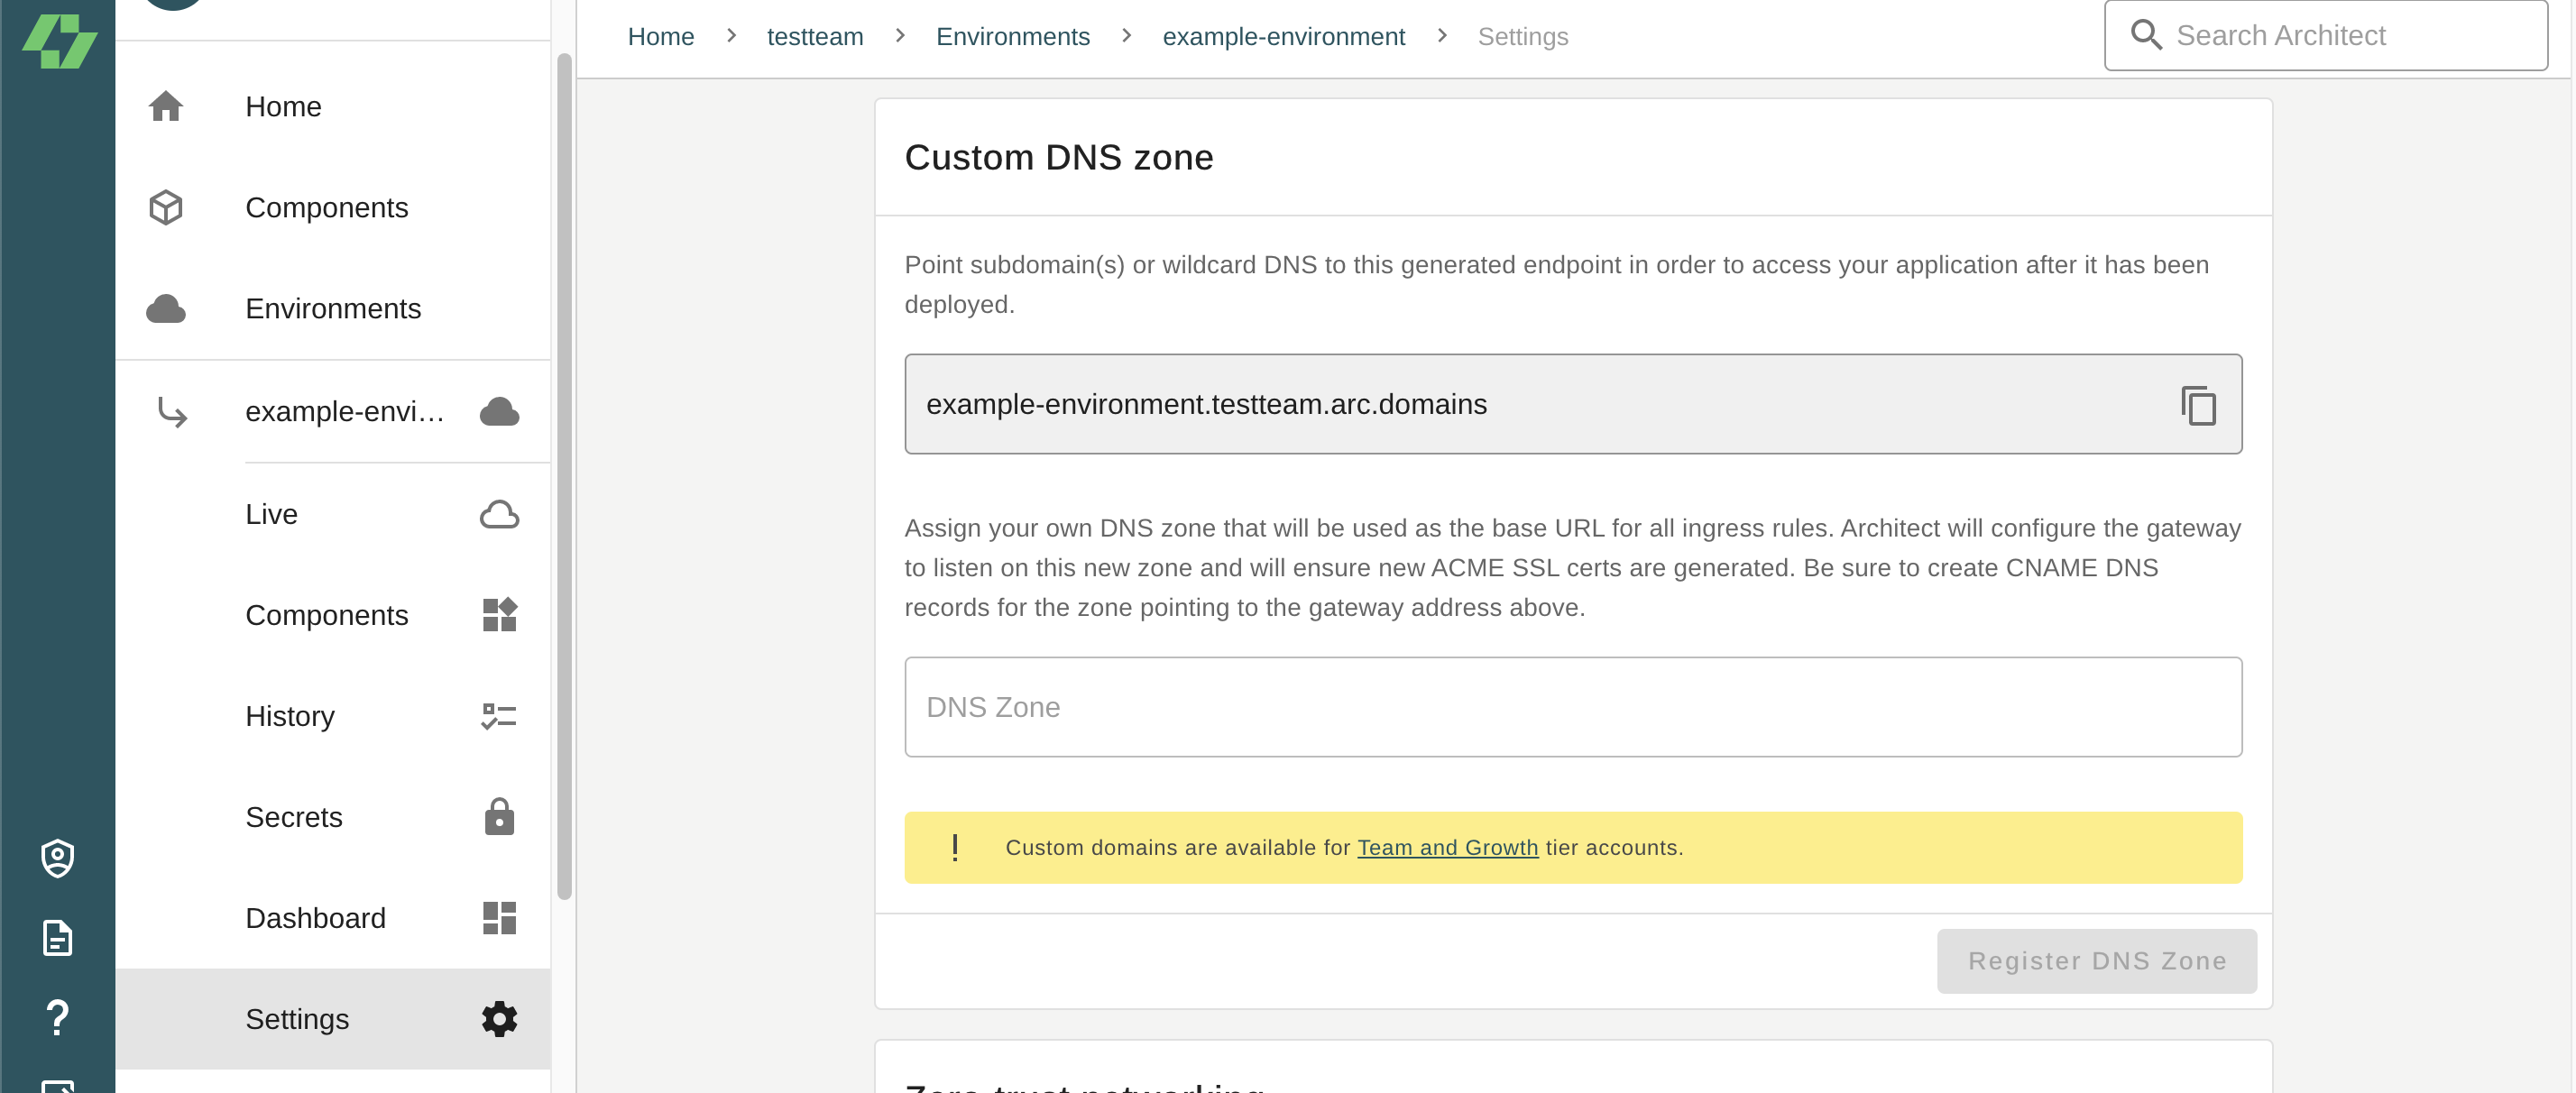 Home
Components
Environments
example-envi...
Live
Components
History
Secrets
Dashboard
Settings
Home > testteam > Environments > example-environment > Settings
Search Architect
Custom DNS zone
Point subdomain(s) or wildcard DNS to this generated endpoint in order to access your application after it has been
deployed.
example-environment.testteam.arc.domains
Assign your own DNS zone that will be used as the base URL for all ingress rules. Architect will configure the gateway
to listen on this new zone and will ensure new ACME SSL certs are generated. Be sure to create CNAME DNS
records for the zone pointing to the gateway address above.
DNS Zone
Custom domains are available for Team and Growth tier accounts.
Register DNS Zone
Zero-trust networking